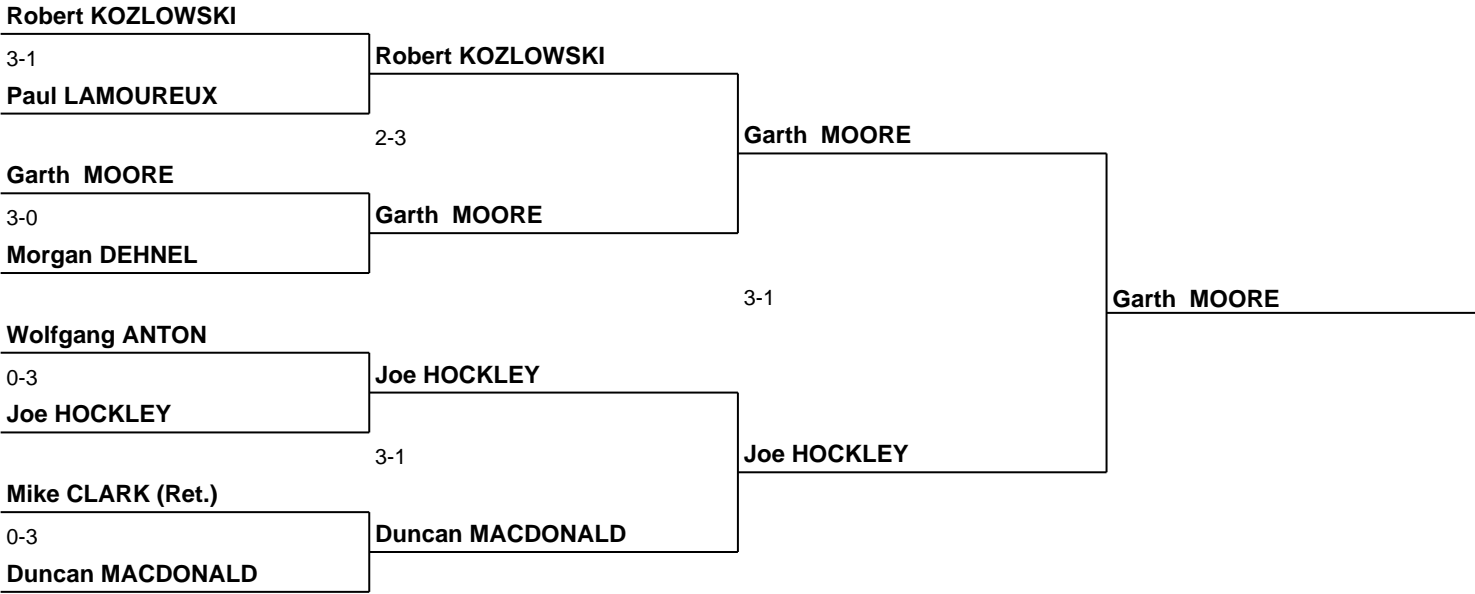 Robert KOZLOWSKI
3-1
Robert KOZLOWSKI
Paul LAMOUREUX
2-3
Garth  MOORE
Garth  MOORE
3-0
Garth  MOORE
Morgan DEHNEL
3-1
Garth  MOORE
Wolfgang ANTON
0-3
Joe HOCKLEY
Joe HOCKLEY
3-1
Joe HOCKLEY
Mike CLARK (Ret.)
0-3
Duncan MACDONALD
Duncan MACDONALD